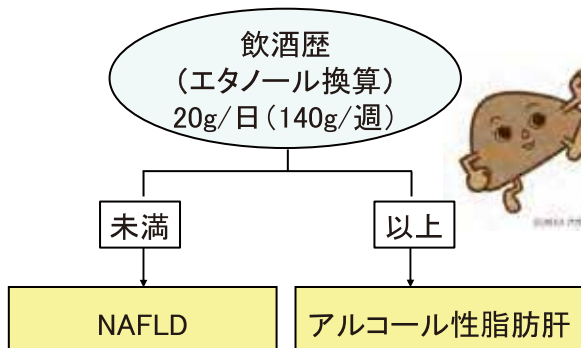 飲酒歴
（エタノール換算）
20g/日（140g/週）
未満
以上
NAFLD
アルコール性脂肪肝